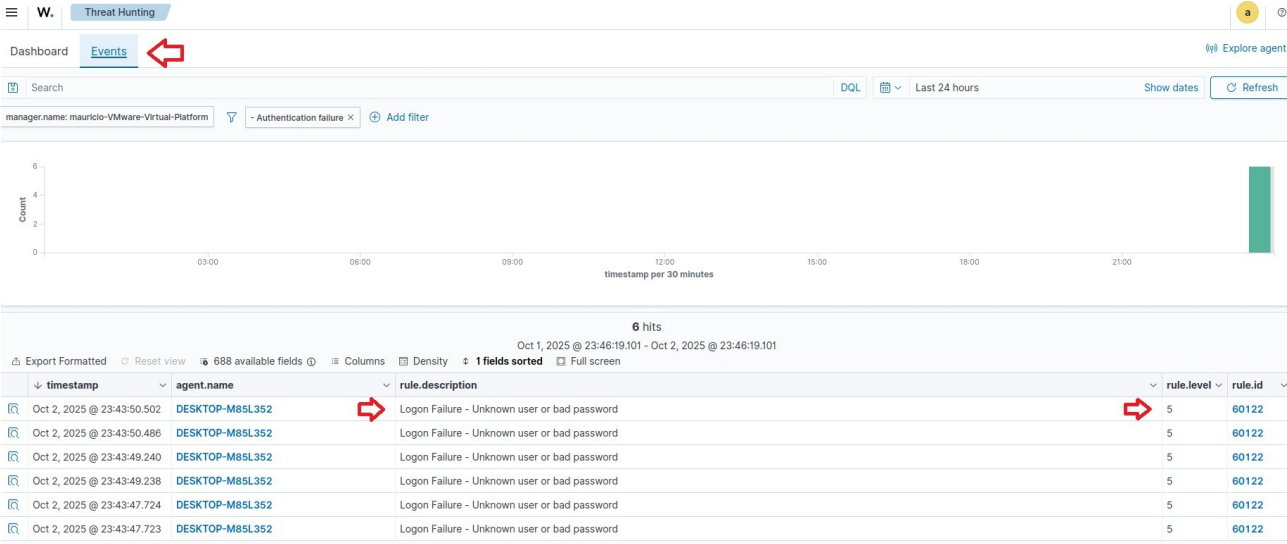 W. Threat Hunting a
Dashboard Events Explore agent
Search DQL Last 24 hours Show dates Refresh
manager.name: mauricio-VMware-Virtual-Platform - Authentication failure × Add filter
6
4
2
0
Count
03:00 06:00 09:00 12:00 15:00 18:00 21:00
timestamp per 30 minutes
6 hits
Oct 1, 2025 @ 23:46:19.101 - Oct 2, 2025 @ 23:46:19.101
Export Formatted Reset view 688 available fields Columns Density 1 fields sorted Full screen
timestamp agent.name rule.description rule.level rule.id
Oct 2, 2025 @ 23:43:50.502 DESKTOP-M85L352 Logon Failure - Unknown user or bad password 5 60122
Oct 2, 2025 @ 23:43:50.486 DESKTOP-M85L352 Logon Failure - Unknown user or bad password 5 60122
Oct 2, 2025 @ 23:43:49.240 DESKTOP-M85L352 Logon Failure - Unknown user or bad password 5 60122
Oct 2, 2025 @ 23:43:49.238 DESKTOP-M85L352 Logon Failure - Unknown user or bad password 5 60122
Oct 2, 2025 @ 23:43:47.724 DESKTOP-M85L352 Logon Failure - Unknown user or bad password 5 60122
Oct 2, 2025 @ 23:43:47.723 DESKTOP-M85L352 Logon Failure - Unknown user or bad password 5 60122